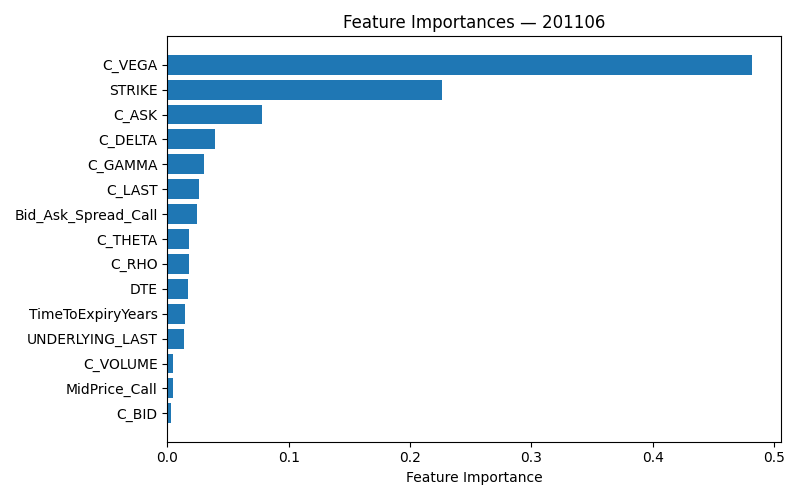 Feature Importances — 201106
C_VEGA
STRIKE
C_ASK
C_DELTA
C_GAMMA
C_LAST
Bid_Ask_Spread_Call
C_THETA
C_RHO
DTE
TimeToExpiryYears
UNDERLYING_LAST
C_VOLUME
MidPrice_Call
C_BID
0.0 0.1 0.2 0.3 0.4 0.5
Feature Importance